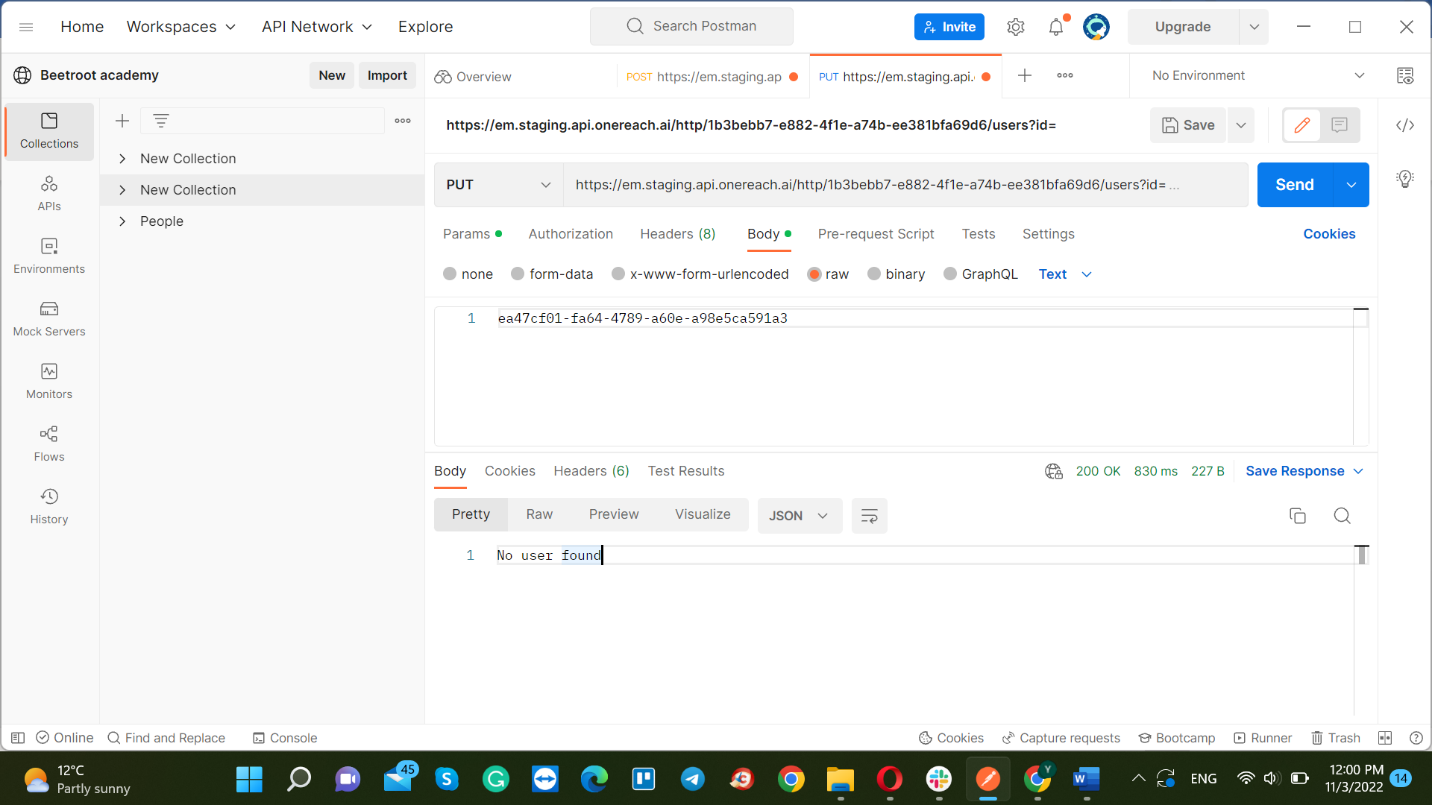 Home Workspaces API Network Explore Search Postman Invite Upgrade
Beetroot academy New Import
Overview POST https://em.staging.ap PUT https://em.staging.api. No Environment
Collections
APIs
Environments
Mock Servers
Monitors
Flows
History
New Collection
New Collection
People
https://em.staging.api.onereach.ai/http/1b3bebb7-e882-4f1e-a74b-ee381bfa69d6/users?id= Save
PUT https://em.staging.api.onereach.ai/http/1b3bebb7-e882-4f1e-a74b-ee381bfa69d6/users?id= ... Send
Params Authorization Headers (8) Body Pre-request Script Tests Settings Cookies
none form-data x-www-form-urlencoded raw binary GraphQL Text
1 ea47cf01-fa64-4789-a60e-a98e5ca591a3
Body Cookies Headers (6) Test Results 200 OK 830 ms 227 B Save Response
Pretty Raw Preview Visualize JSON
1 No user found
Online Find and Replace Console Cookies Capture requests Bootcamp Runner Trash
12°C
Partly sunny
45
Y
ENG
12:00 PM
11/3/2022
14